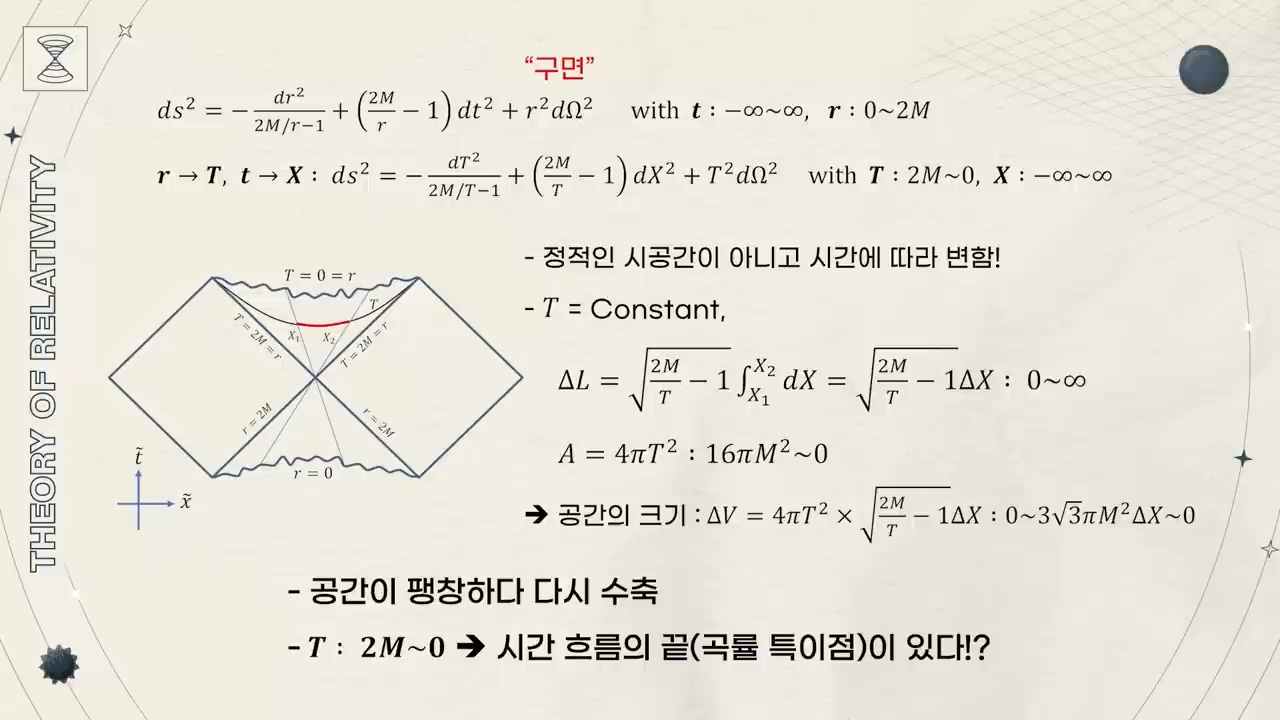 THEORY OF RELATIVITY
“구면”
ds² = − dr²/(2M/r−1) + (2M/r − 1) dt² + r²dΩ² with t : −∞~∞, r : 0~2M
r → T, t → X : ds² = − dT²/(2M/T−1) + (2M/T − 1) dX² + T²dΩ² with T : 2M~0, X : −∞~∞
T = 0 = r
T
X₁ X₂
T = 2M = r
T = 2M = r
r = 2M
r = 2M
r = 0
t̃
x̃
- 정적인 시공간이 아니고 시간에 따라 변함!
- T = Constant,
ΔL = √(2M/T − 1) ∫_{X₁}^{X₂} dX = √(2M/T − 1)ΔX : 0~∞
A = 4πT² : 16πM²~0
➔ 공간의 크기 : ΔV = 4πT² × √(2M/T − 1)ΔX : 0~3√3πM²ΔX~0
- 공간이 팽창하다 다시 수축
- T : 2M~0 ➔ 시간 흐름의 끝(곡률 특이점)이 있다!?